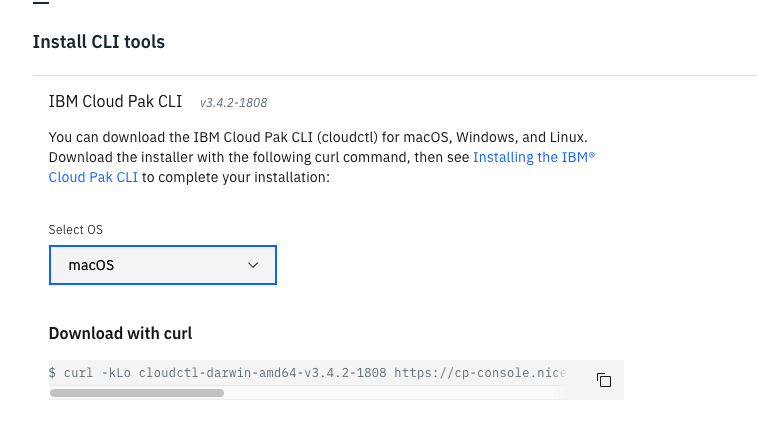 Install CLI tools
IBM Cloud Pak CLI v3.4.2-1808
You can download the IBM Cloud Pak CLI (cloudctl) for macOS, Windows, and Linux.
Download the installer with the following curl command, then see Installing the IBM®
Cloud Pak CLI to complete your installation:
Select OS
macOS
Download with curl
$ curl -kLo cloudctl-darwin-amd64-v3.4.2-1808 https://cp-console.nice